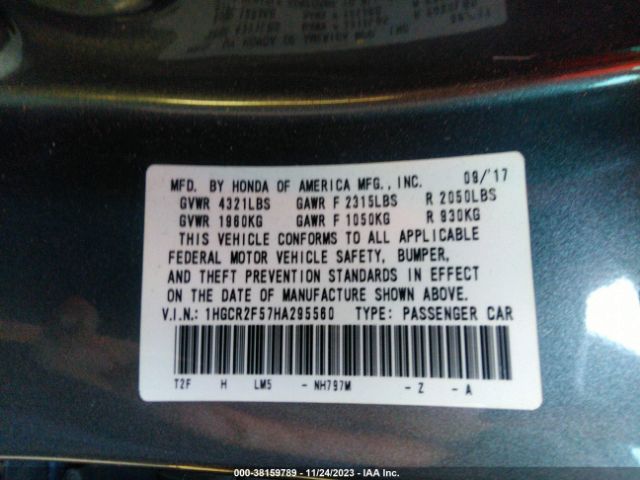 MFD. BY HONDA OF AMERICA MFG., INC. 09/'17
GVWR 4321LBS GAWR F 2315LBS R 2050LBS
GVWR 1960KG GAWR F 1050KG R 930KG
THIS VEHICLE CONFORMS TO ALL APPLICABLE
FEDERAL MOTOR VEHICLE SAFETY, BUMPER,
AND THEFT PREVENTION STANDARDS IN EFFECT
ON THE DATE OF MANUFACTURE SHOWN ABOVE.
V.I.N.: 1HGCR2F57HA295560 TYPE: PASSENGER CAR
T2F H LM5 - NH797M - Z - A
000-38159789 - 11/24/2023 - IAA Inc.